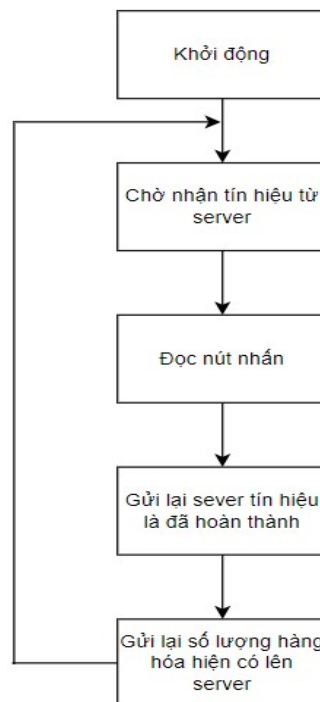 Khởi động
Chờ nhận tín hiệu từ
server
Đọc nút nhấn
Gửi lại sever tín hiệu
là đã hoàn thành
Gửi lại số lượng hàng
hóa hiện có lên
server